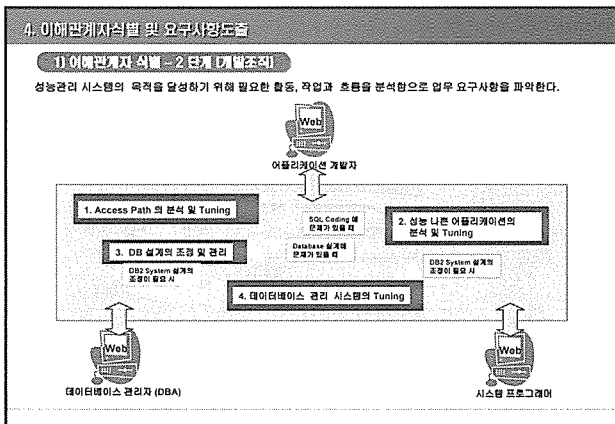 4. 이해관계자식별 및 요구사항도출
1) 이해관계자 식별 – 2 단계 (개발조직)
성능관리 시스템의 목적을 달성하기 위해 필요한 활동, 작업과 흐름을 분석함으로 업무 요구사항을 파악한다.
Web
어플리케이션 개발자
1. Access Path 의 분석 및 Tuning
SQL Coding 에
문제가 있을 때
2. 성능 나쁜 어플리케이션의
분석 및 Tuning
3. DB 설계의 조정 및 관리
Database 설계에
문제가 있을 때
DB2 System 설계의
조정이 필요 시
DB2 System 설계의
조정이 필요 시
4. 데이터베이스 관리 시스템의 Tuning
Web
데이터베이스 관리자 (DBA)
Web
시스템 프로그래머